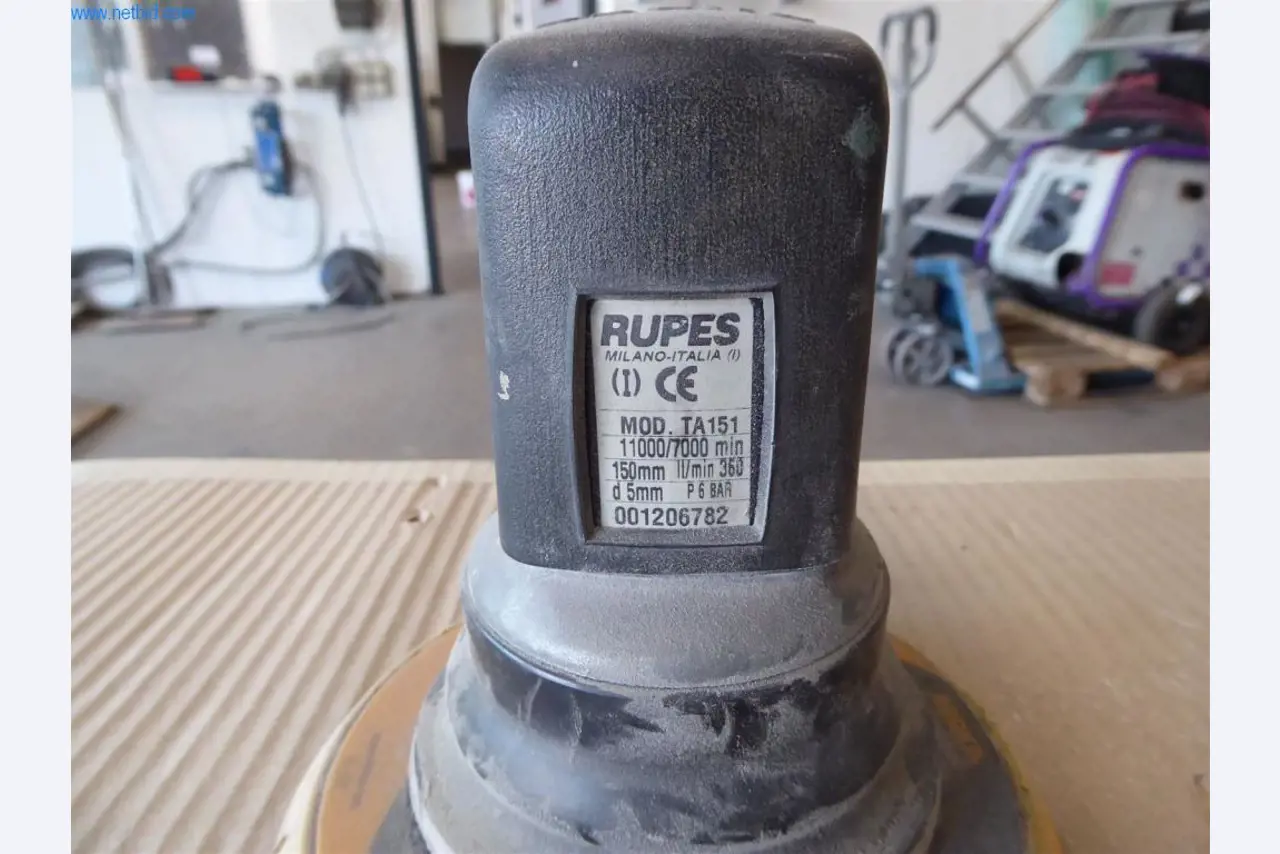 www.netbid.com
RUPES
MILANO-ITALIA (I)
(I) CE
MOD. TA151
11000/7000 min
150mm lt/min 360
d 5mm P 6 BAR
001206782